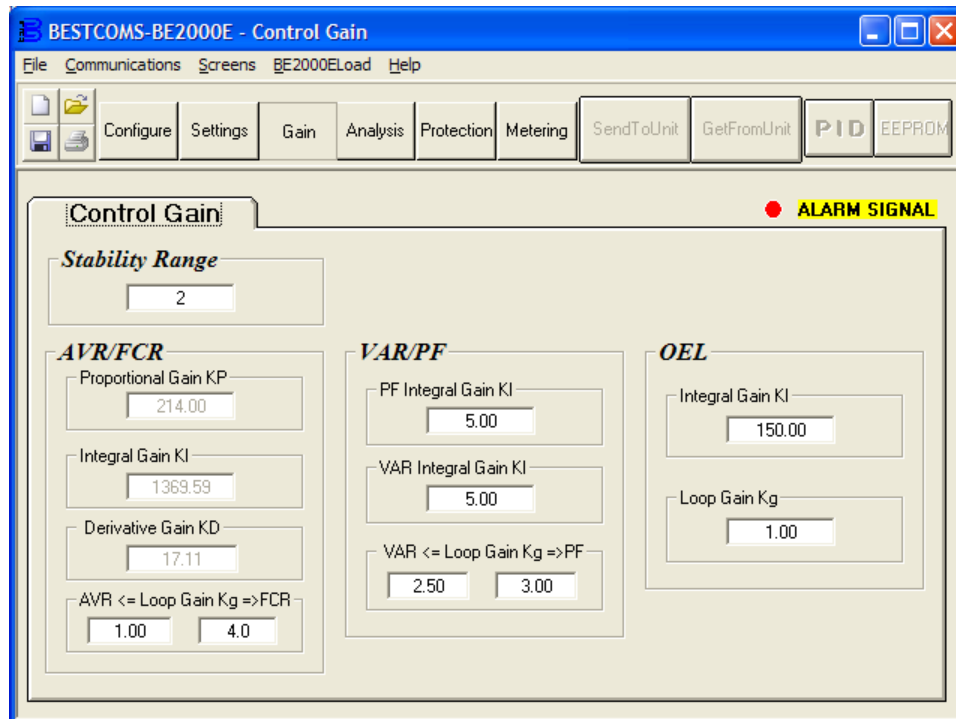 BESTCOMS-BE2000E - Control Gain
File Communications Screens BE2000ELoad Help
Configure Settings Gain Analysis Protection Metering SendToUnit GetFromUnit PID EEPROM
Control Gain
ALARM SIGNAL
Stability Range
2
AVR/FCR
Proportional Gain KP
214.00
Integral Gain KI
1369.59
Derivative Gain KD
17.11
AVR <= Loop Gain Kg =>FCR
1.00 4.0
VAR/PF
PF Integral Gain KI
5.00
VAR Integral Gain KI
5.00
VAR <= Loop Gain Kg =>PF
2.50 3.00
OEL
Integral Gain KI
150.00
Loop Gain Kg
1.00